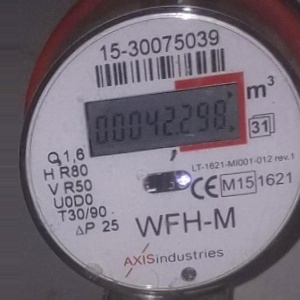 15-30075039
m³
00042.298
31
LT-1621-MI001-012 rev.1
Q 1,6
H R80
V R50
U0D0
T30/90
ΔP 25
CE M15 1621
WFH-M
AXISindustries